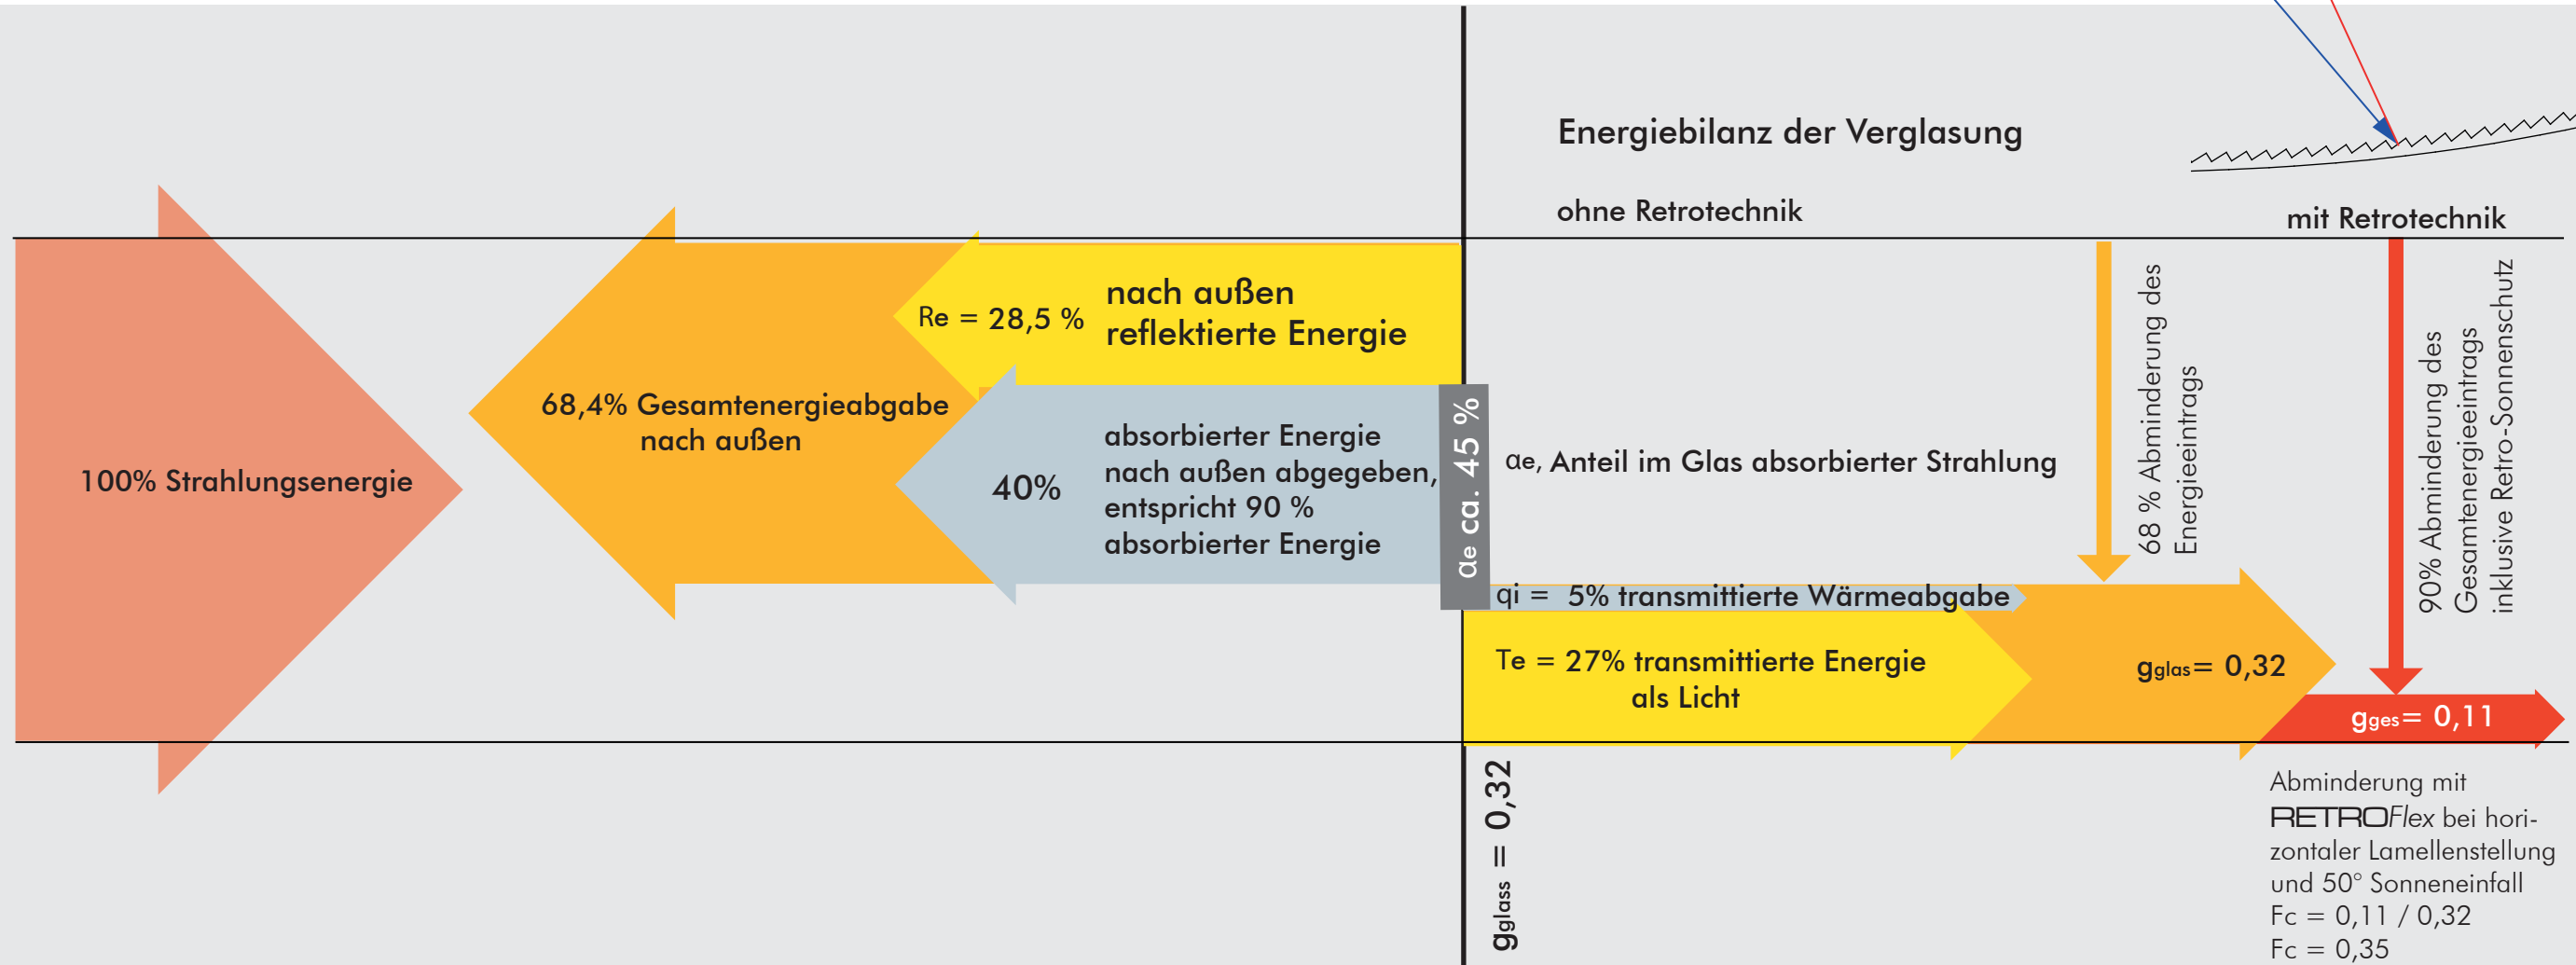 Energiebilanz der Verglasung
ohne Retrotechnik
mit Retrotechnik
100% Strahlungsenergie
68,4% Gesamtenergieabgabe
nach außen
Re = 28,5 %
nach außen
reflektierte Energie
40%
absorbierter Energie
nach außen abgegeben,
entspricht 90 %
absorbierter Energie
αe ca. 45 %
αe, Anteil im Glas absorbierter Strahlung
qi = 5% transmittierte Wärmeabgabe
Te = 27% transmittierte Energie
als Licht
68 % Abminderung des
Energieeintrags
90% Abminderung des
Gesamtenergieeintrags
inklusive Retro-Sonnenschutz
gglas= 0,32
gges= 0,11
gglass = 0,32
Abminderung mit
RETROFlex bei hori-
zontaler Lamellenstellung
und 50° Sonneneinfall
Fc = 0,11 / 0,32
Fc = 0,35